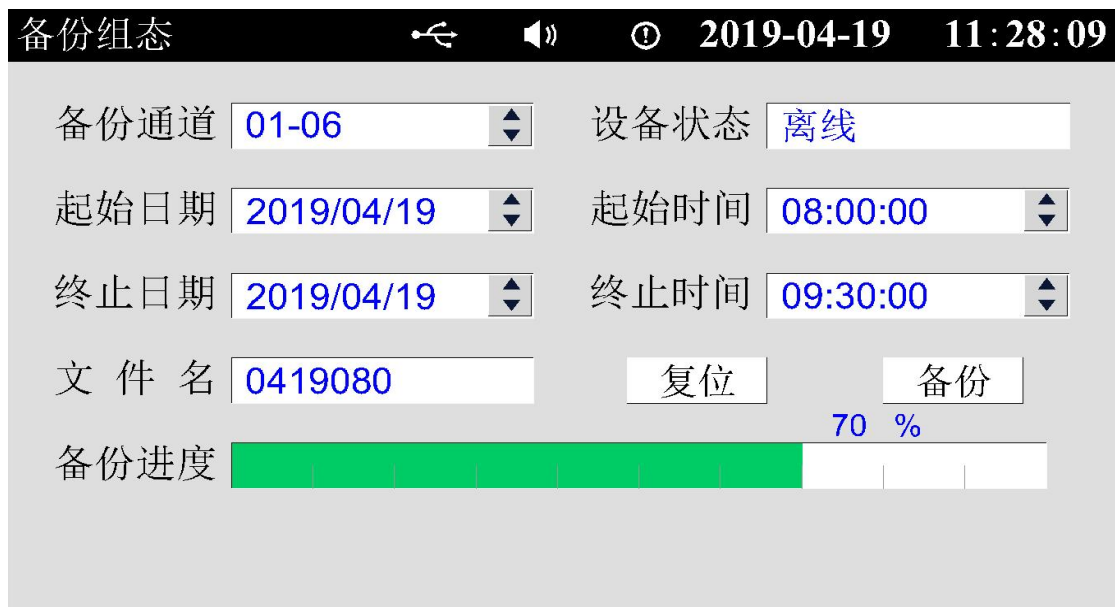 备份组态 2019-04-19 11:28:09
备份通道 01-06 设备状态 离线
起始日期 2019/04/19 起始时间 08:00:00
终止日期 2019/04/19 终止时间 09:30:00
文件名 0419080 复位 备份
70 %
备份进度